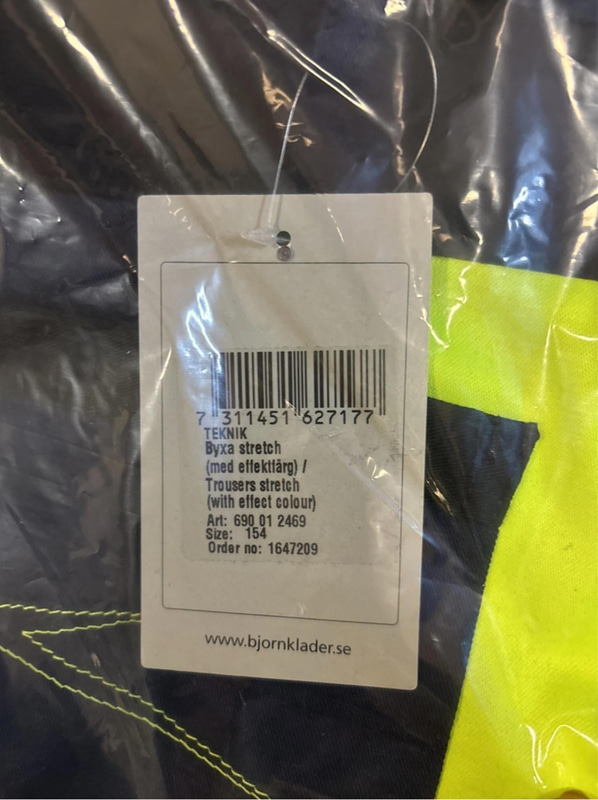 7 311451 627177
TEKNIK
Byxa stretch
(med effektfärg) /
Trousers stretch
(with effect colour)
Art: 690 01 2469
Size: 154
Order no: 1647209
www.bjornklader.se